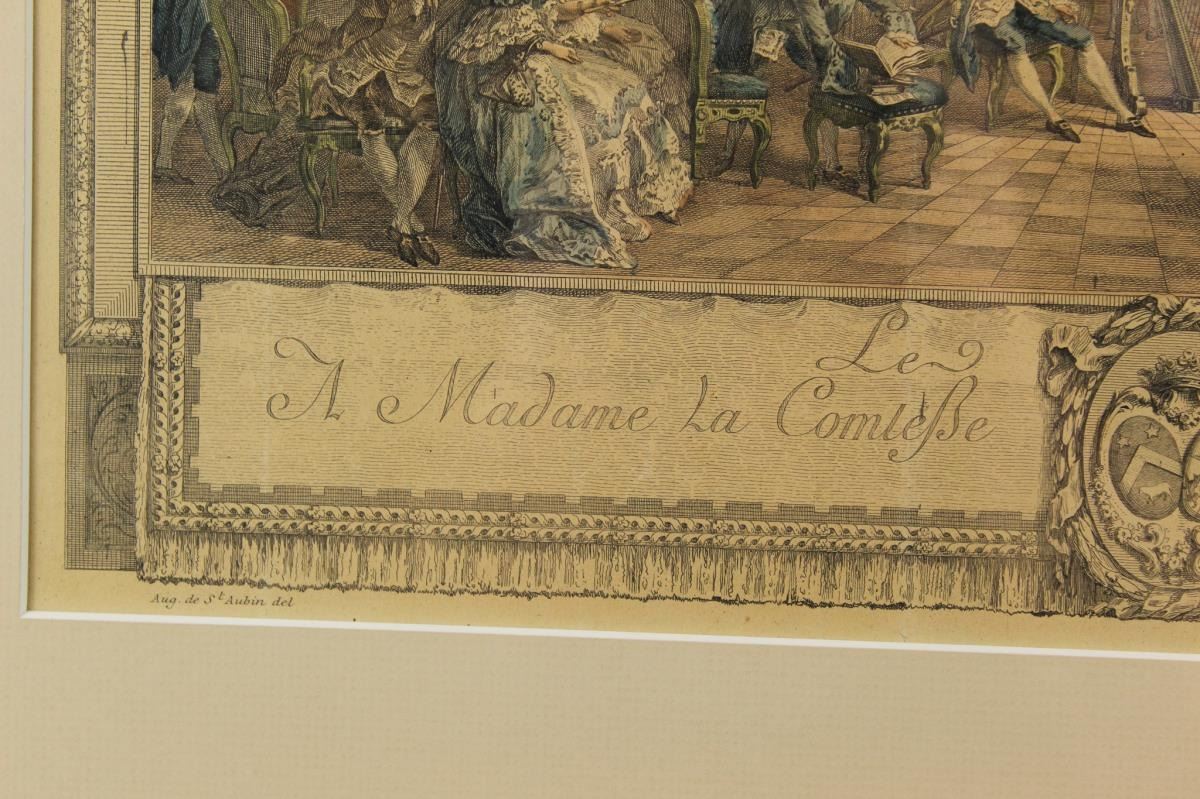 Le
A Madame La Comtesse
Aug. de St Aubin del